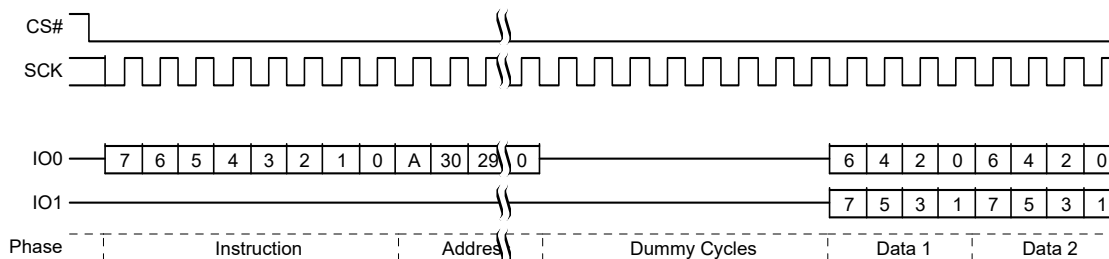 CS#
SCK
IO0 7 6 5 4 3 2 1 0 A 30 29 0 6 4 2 0 6 4 2 0
IO1 7 5 3 1 7 5 3 1
Phase Instruction Addres Dummy Cycles Data 1 Data 2